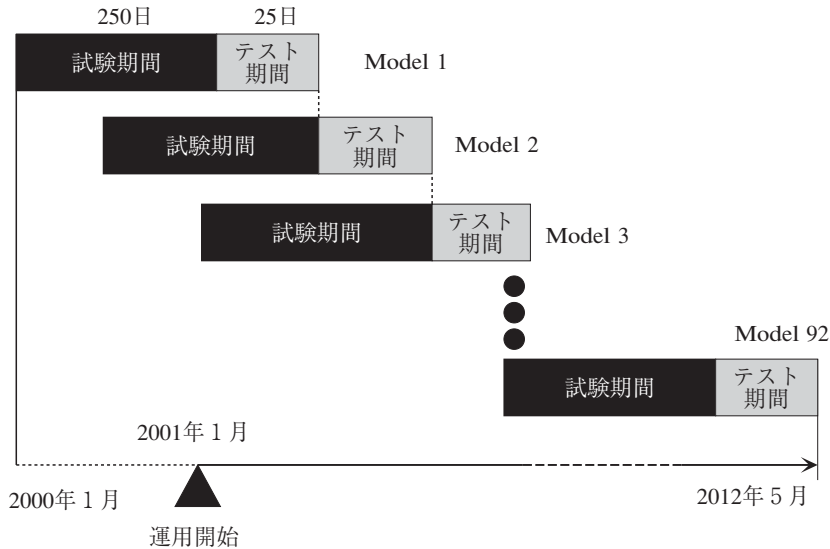 250日 25日
試験期間 テスト期間 Model 1
試験期間 テスト期間 Model 2
試験期間 テスト期間 Model 3
Model 92
試験期間 テスト期間
2001年1月
2000年1月 2012年5月
運用開始